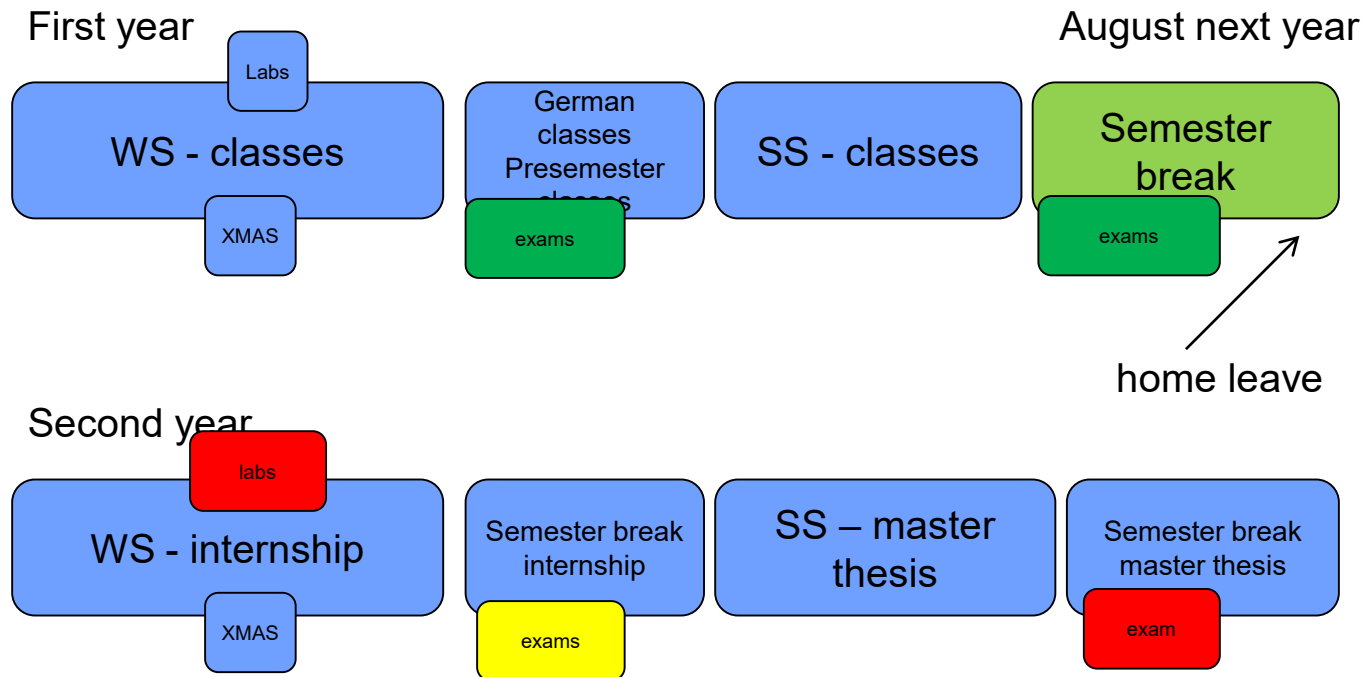 First year
August next year
Labs
WS - classes
XMAS
German
classes
Presemester
classes
exams
SS - classes
Semester
break
exams
home leave
Second year
labs
WS - internship
XMAS
Semester break
internship
exams
SS – master
thesis
Semester break
master thesis
exam